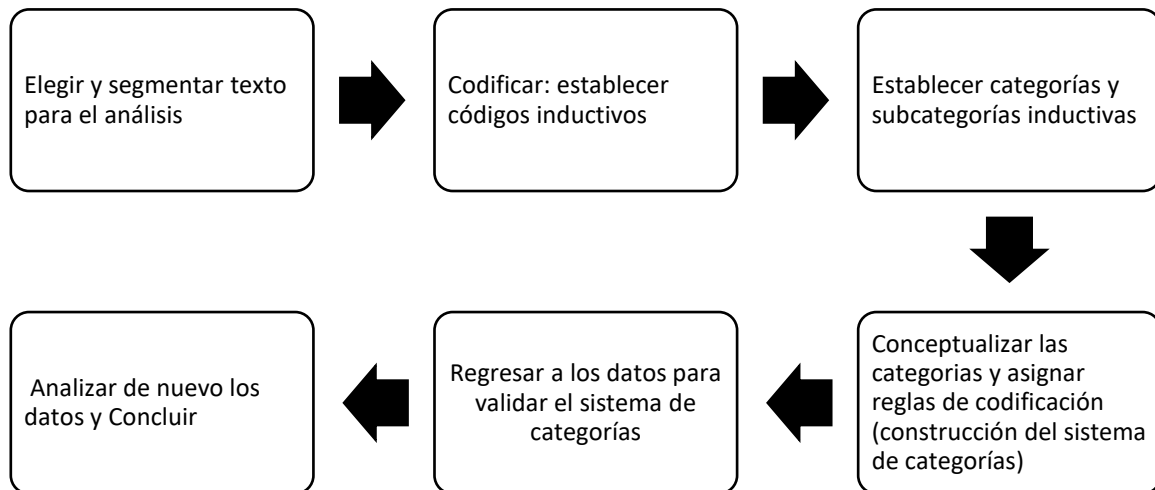 Elegir y segmentar texto
para el análisis
Codificar: establecer
códigos inductivos
Establecer categorías y
subcategorías inductivas
Conceptualizar las
categorias y asignar
reglas de codificación
(construcción del sistema
de categorías)
Regresar a los datos para
validar el sistema de
categorías
Analizar de nuevo los
datos y Concluir